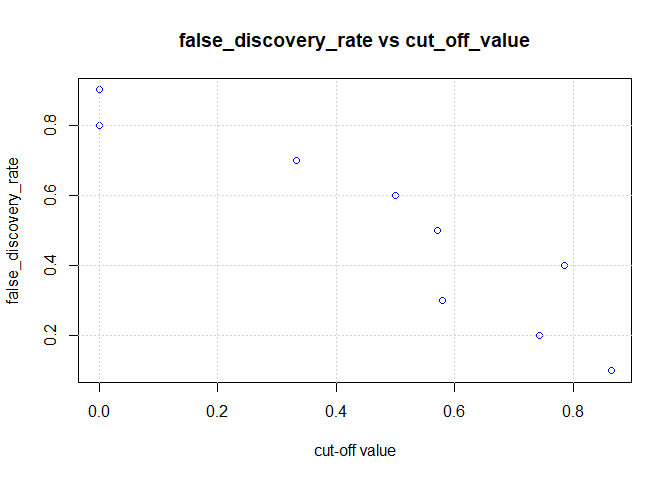 false_discovery_rate vs cut_off_value
false_discovery_rate
0.8
0.6
0.4
0.2
0.0 0.2 0.4 0.6 0.8
cut-off value